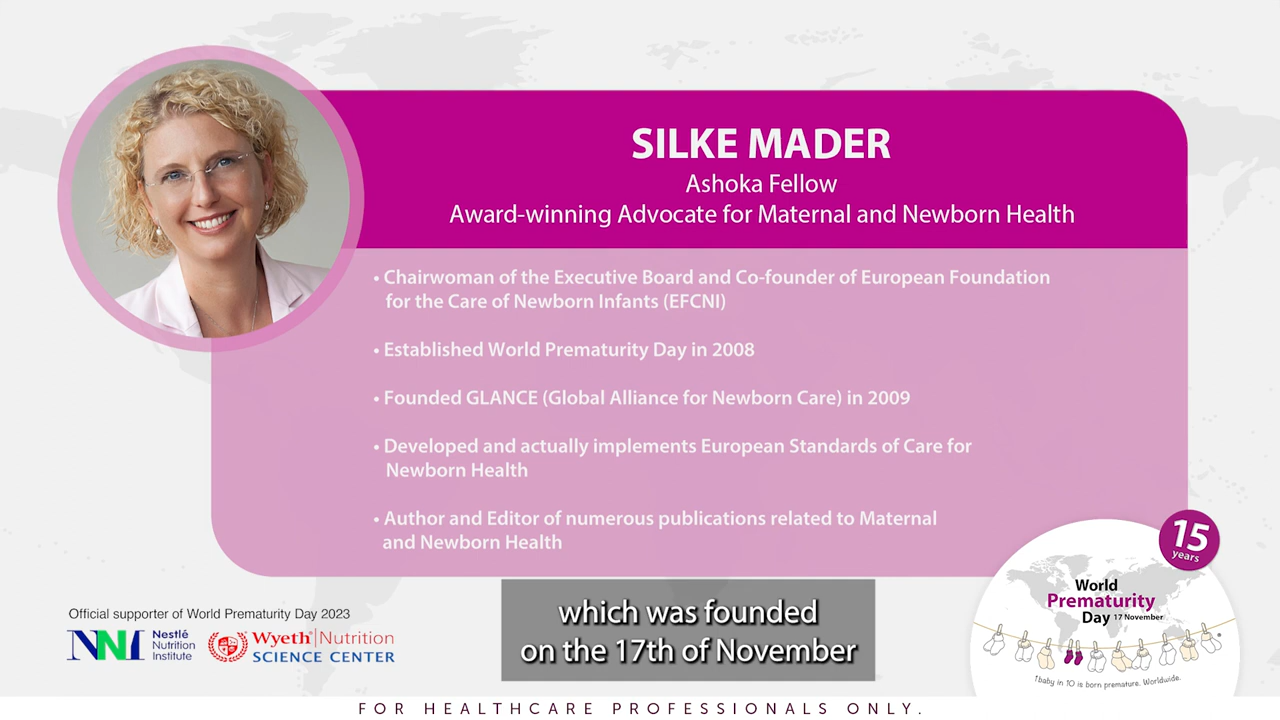 SILKE MADER
Ashoka Fellow
Award-winning Advocate for Maternal and Newborn Health
• Chairwoman of the Executive Board and Co-founder of European Foundation
for the Care of Newborn Infants (EFCNI)
• Established World Prematurity Day in 2008
• Founded GLANCE (Global Alliance for Newborn Care) in 2009
• Developed and actually implements European Standards of Care for
Newborn Health
• Author and Editor of numerous publications related to Maternal
and Newborn Health
15
years
World
Prematurity
Day 17 November
1baby in 10 is born premature. Worldwide.
Official supporter of World Prematurity Day 2023
NNI
Nestlé
Nutrition
Institute
Wyeth | Nutrition
SCIENCE CENTER
which was founded
on the 17th of November
FOR HEALTHCARE PROFESSIONALS ONLY.